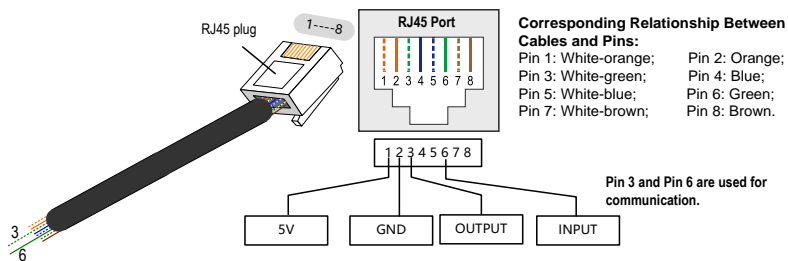 RJ45 plug
1----8
RJ45 Port
1 2 3 4 5 6 7 8
Corresponding Relationship Between
Cables and Pins:
Pin 1: White-orange; Pin 2: Orange;
Pin 3: White-green; Pin 4: Blue;
Pin 5: White-blue; Pin 6: Green;
Pin 7: White-brown; Pin 8: Brown.
1 2 3 4 5 6 7 8
Pin 3 and Pin 6 are used for
communication.
5V GND OUTPUT INPUT
3
6